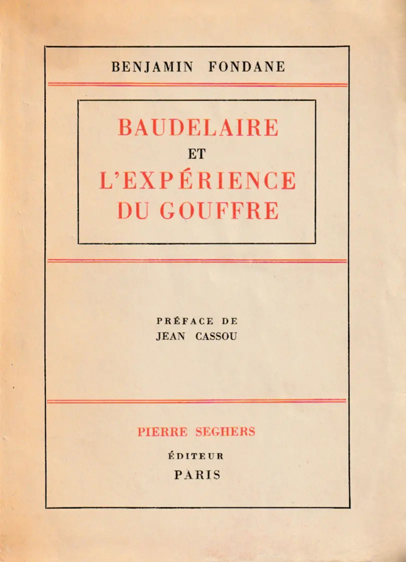 BENJAMIN FONDANE
BAUDELAIRE
ET
L'EXPÉRIENCE
DU GOUFFRE
PRÉFACE DE
JEAN CASSOU
PIERRE SEGHERS
ÉDITEUR
PARIS